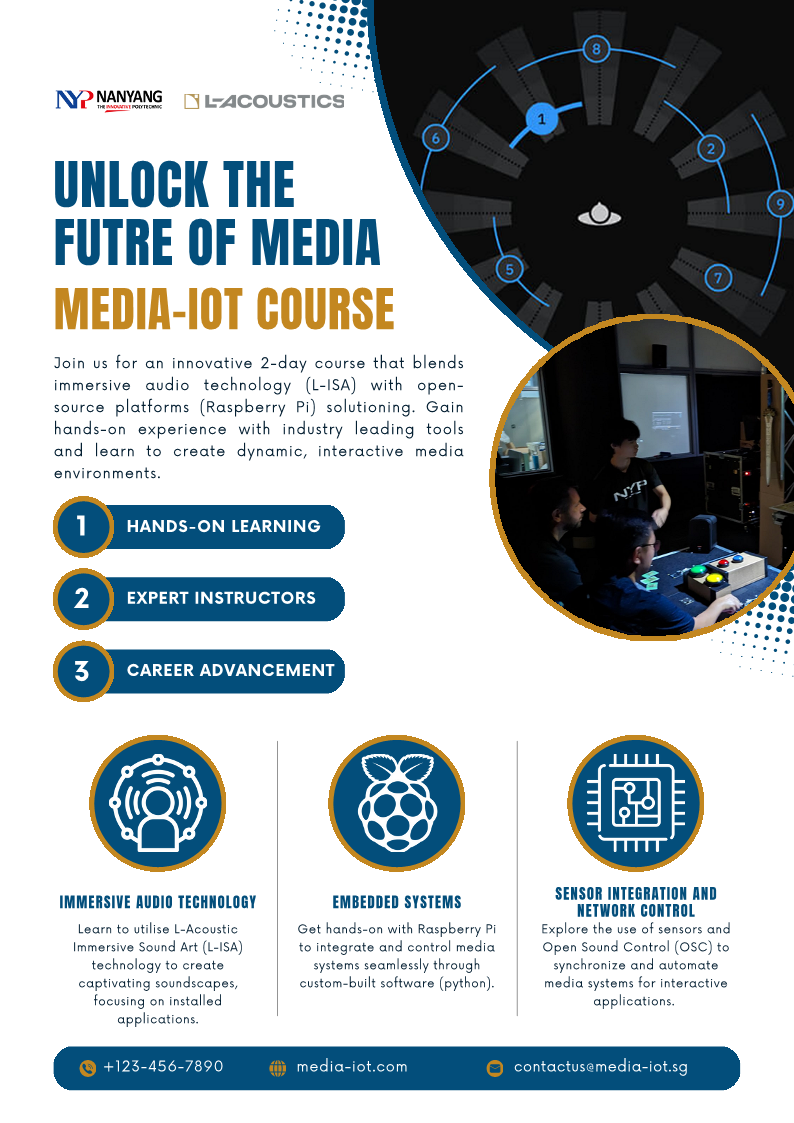 NYP NANYANG
THE INNOVATIVE POLYTECHNIC
L-ACOUSTICS
UNLOCK THE
FUTRE OF MEDIA
MEDIA-IOT COURSE
Join us for an innovative 2-day course that blends
immersive audio technology (L-ISA) with open-
source platforms (Raspberry Pi) solutioning. Gain
hands-on experience with industry leading tools
and learn to create dynamic, interactive media
environments.
8
1
6
2
9
5
7
NYP
1 HANDS-ON LEARNING
2 EXPERT INSTRUCTORS
3 CAREER ADVANCEMENT
IMMERSIVE AUDIO TECHNOLOGY
Learn to utilise L-Acoustic
Immersive Sound Art (L-ISA)
technology to create
captivating soundscapes,
focusing on installed
applications.
EMBEDDED SYSTEMS
Get hands-on with Raspberry Pi
to integrate and control media
systems seamlessly through
custom-built software (python).
SENSOR INTEGRATION AND
NETWORK CONTROL
Explore the use of sensors and
Open Sound Control (OSC) to
synchronize and automate
media systems for interactive
applications.
+123-456-7890 media-iot.com contactus@media-iot.sg